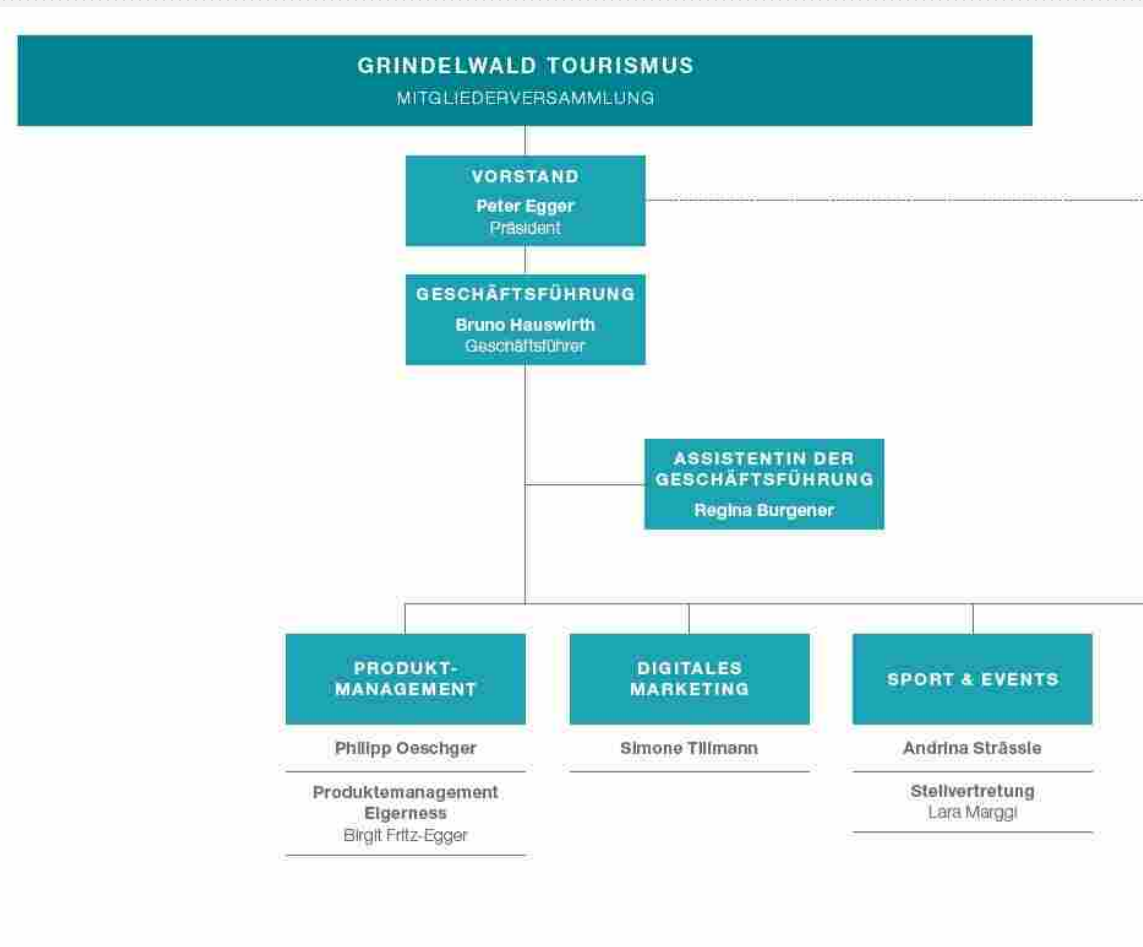 GRINDELWALD TOURISMUS
MITGLIEDERVERSAMMLUNG
VORSTAND
Peter Egger
Präsident
GESCHÄFTSFÜHRUNG
Bruno Hauswirth
Geschäftsführer
ASSISTENTIN DER
GESCHÄFTSFÜHRUNG
Regina Burgener
PRODUKT-
MANAGEMENT
Philipp Oeschger
Produktemanagement
Eigerness
Birgit Fritz-Egger
DIGITALES
MARKETING
Simone Tillmann
SPORT & EVENTS
Andrina Strässle
Stellvertretung
Lara Marggi